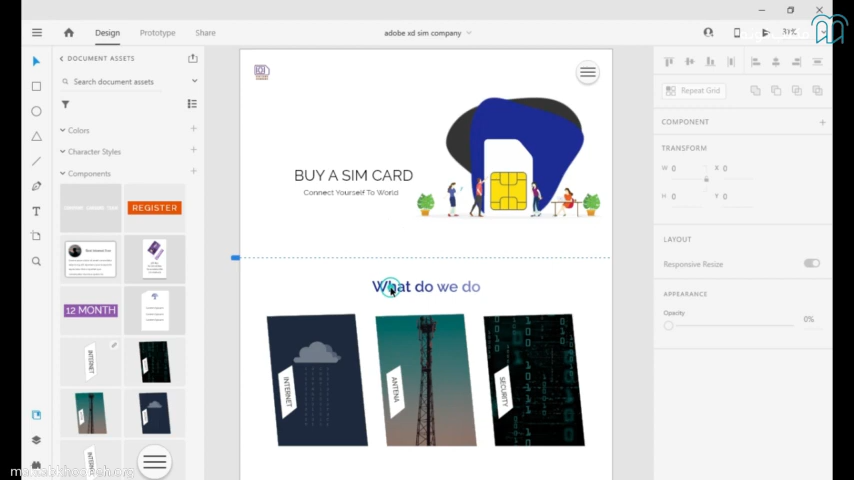 Design
Prototype
Share
adobe xd sim company
31%
DOCUMENT ASSETS
Search document assets
Colors
Character Styles
Components
REGISTER
12 MONTH
INTERNET
BUY A SIM CARD
Connect Yourself To World
What do we do
INTERNET
ANTENA
SECURITY
Repeat Grid
COMPONENT
TRANSFORM
W 0 X 0
H 0 Y 0
LAYOUT
Responsive Resize
APPEARANCE
Opacity
0%